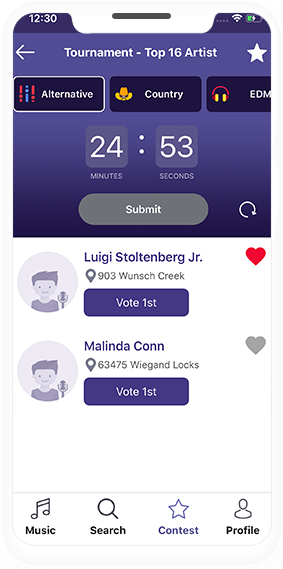 12:30
Tournament - Top 16 Artist
Alternative Country EDM
24 : 53
MINUTES SECONDS
Submit
Luigi Stoltenberg Jr.
903 Wunsch Creek
Vote 1st
Malinda Conn
63475 Wiegand Locks
Vote 1st
Music Search Contest Profile